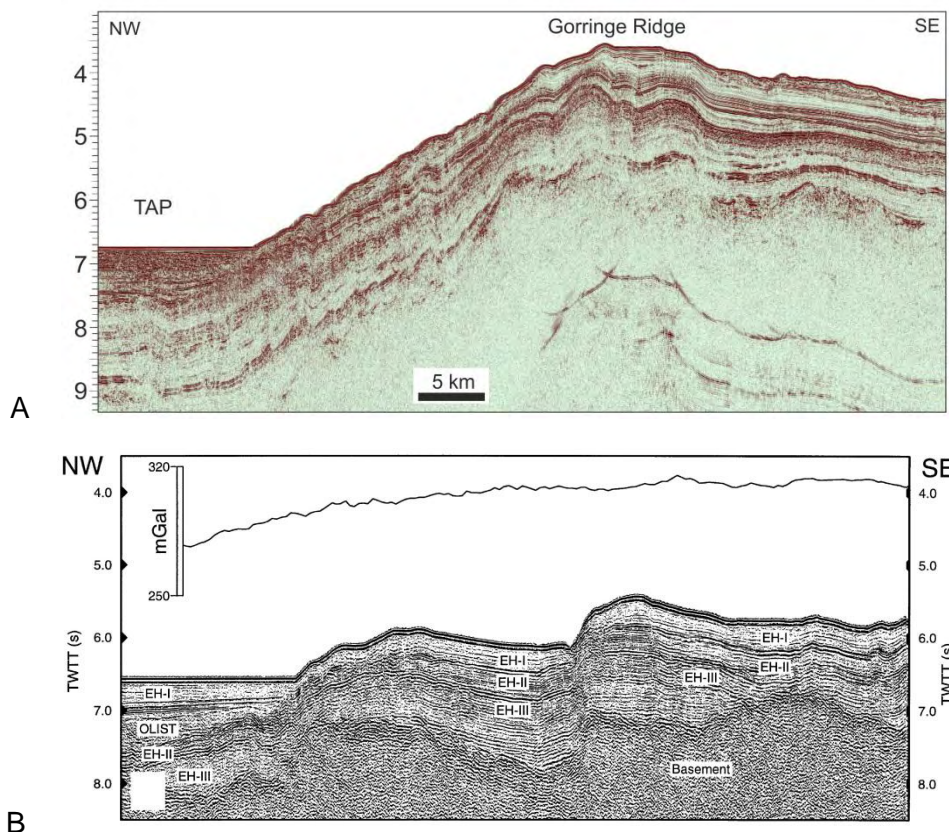 NW
Gorringe Ridge
SE
4
5
6
TAP
7
8
9
5 km
A
NW
320
SE
4.0
4.0
mGal
5.0
5.0
250
6.0
6.0
TWTT (s)
TWTT (s)
EH-I
EH-I
EH-I
EH-II
EH-II
EH-III
EH-III
7.0
7.0
OLIST
EH-II
EH-III
Basement
8.0
8.0
B